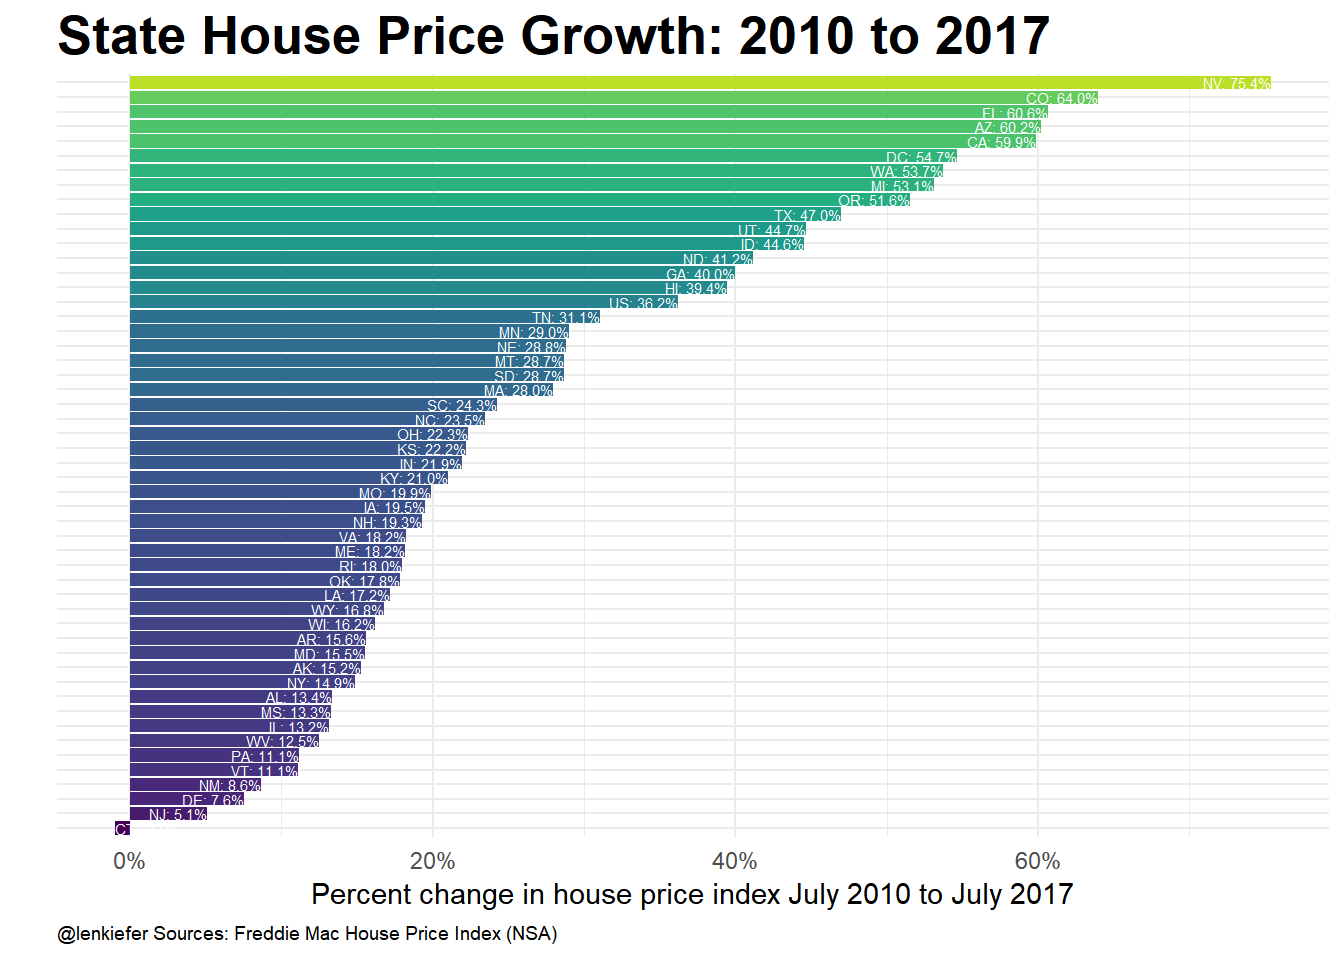 State House Price Growth: 2010 to 2017
NV: 75.4%
CO: 64.0%
FL: 60.6%
AZ: 60.2%
CA: 59.9%
DC: 54.7%
WA: 53.7%
MI: 53.1%
OR: 51.6%
TX: 47.0%
UT: 44.7%
ID: 44.6%
ND: 41.2%
GA: 40.0%
HI: 39.4%
US: 36.2%
TN: 31.1%
MN: 29.0%
NE: 28.8%
MT: 28.7%
SD: 28.7%
MA: 28.0%
SC: 24.3%
NC: 23.5%
OH: 22.3%
KS: 22.2%
IN: 21.9%
KY: 21.0%
MO: 19.9%
IA: 19.5%
NH: 19.3%
VA: 18.2%
ME: 18.2%
RI: 18.0%
OK: 17.8%
LA: 17.2%
WY: 16.8%
WI: 16.2%
AR: 15.6%
MD: 15.5%
AK: 15.2%
NY: 14.9%
AL: 13.4%
MS: 13.3%
IL: 13.2%
WV: 12.5%
PA: 11.1%
VT: 11.1%
NM: 8.6%
DE: 7.6%
NJ: 5.1%
CT
0% 20% 40% 60%
Percent change in house price index July 2010 to July 2017
@lenkiefer Sources: Freddie Mac House Price Index (NSA)